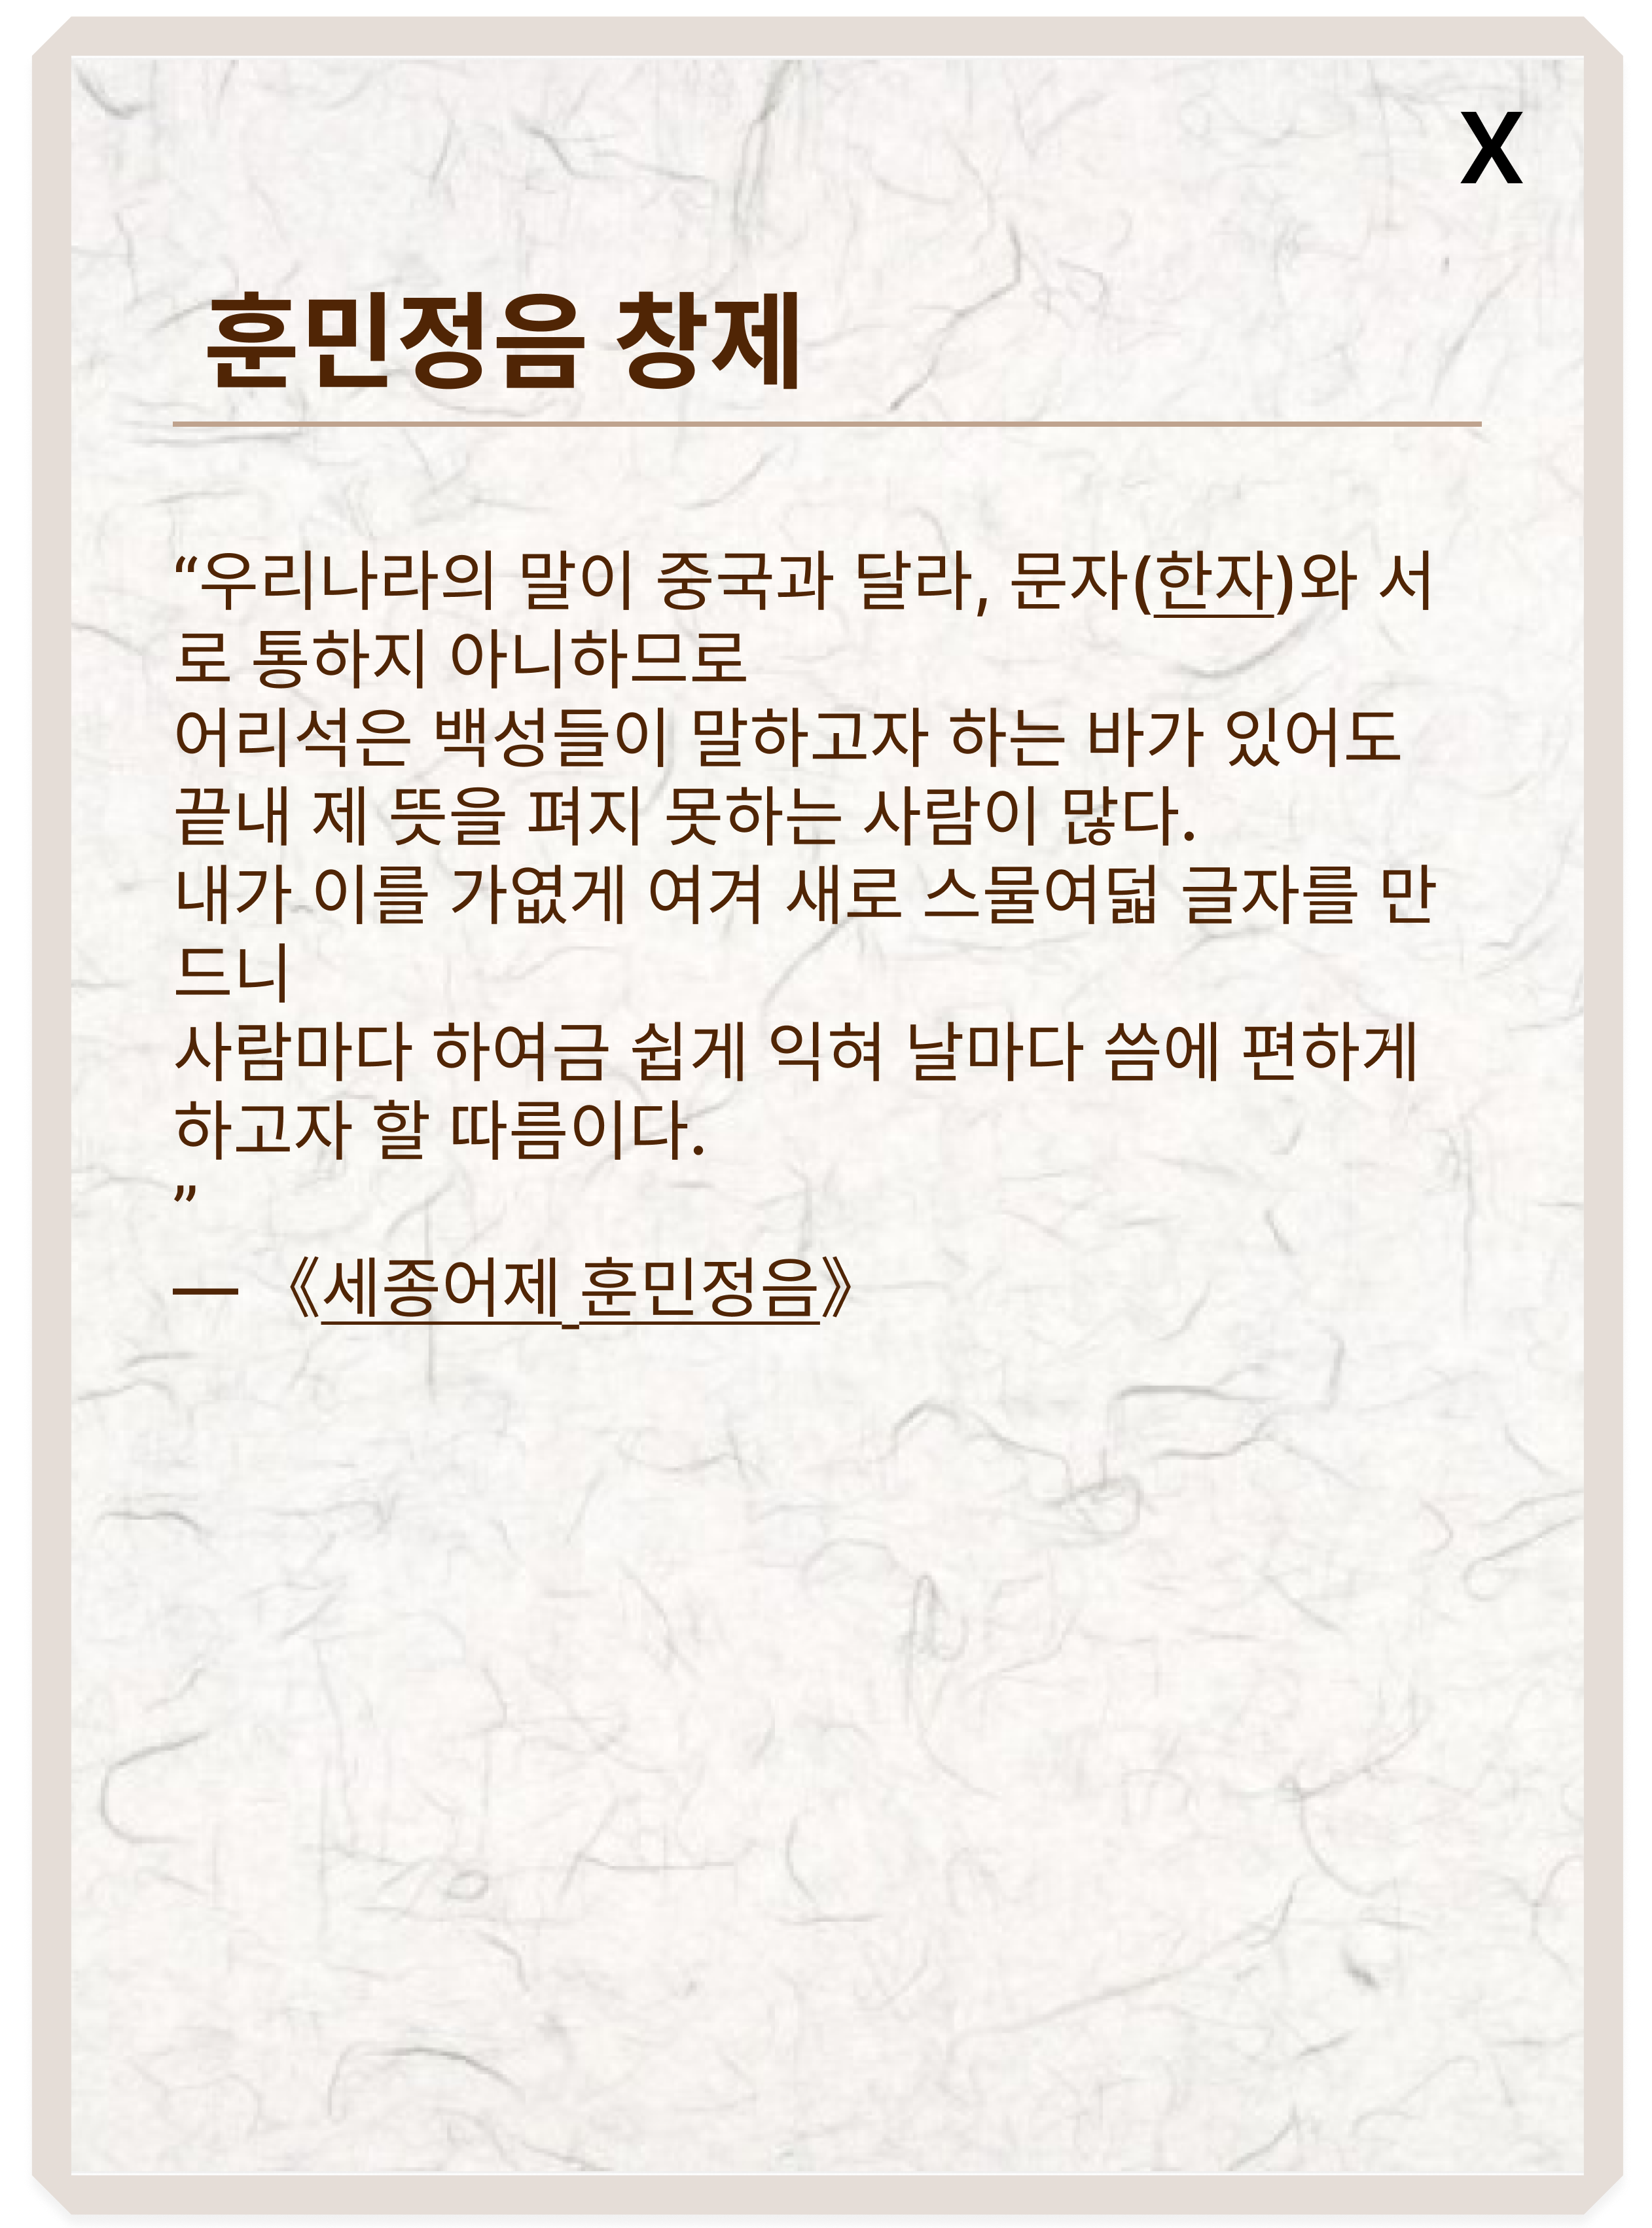 X
훈민정음 창제
“우리나라의 말이 중국과 달라, 문자(한자)와 서
로 통하지 아니하므로
어리석은 백성들이 말하고자 하는 바가 있어도
끝내 제 뜻을 펴지 못하는 사람이 많다.
내가 이를 가엾게 여겨 새로 스물여덟 글자를 만
드니
사람마다 하여금 쉽게 익혀 날마다 씀에 편하게
하고자 할 따름이다.
”
— 《세종어제 훈민정음》